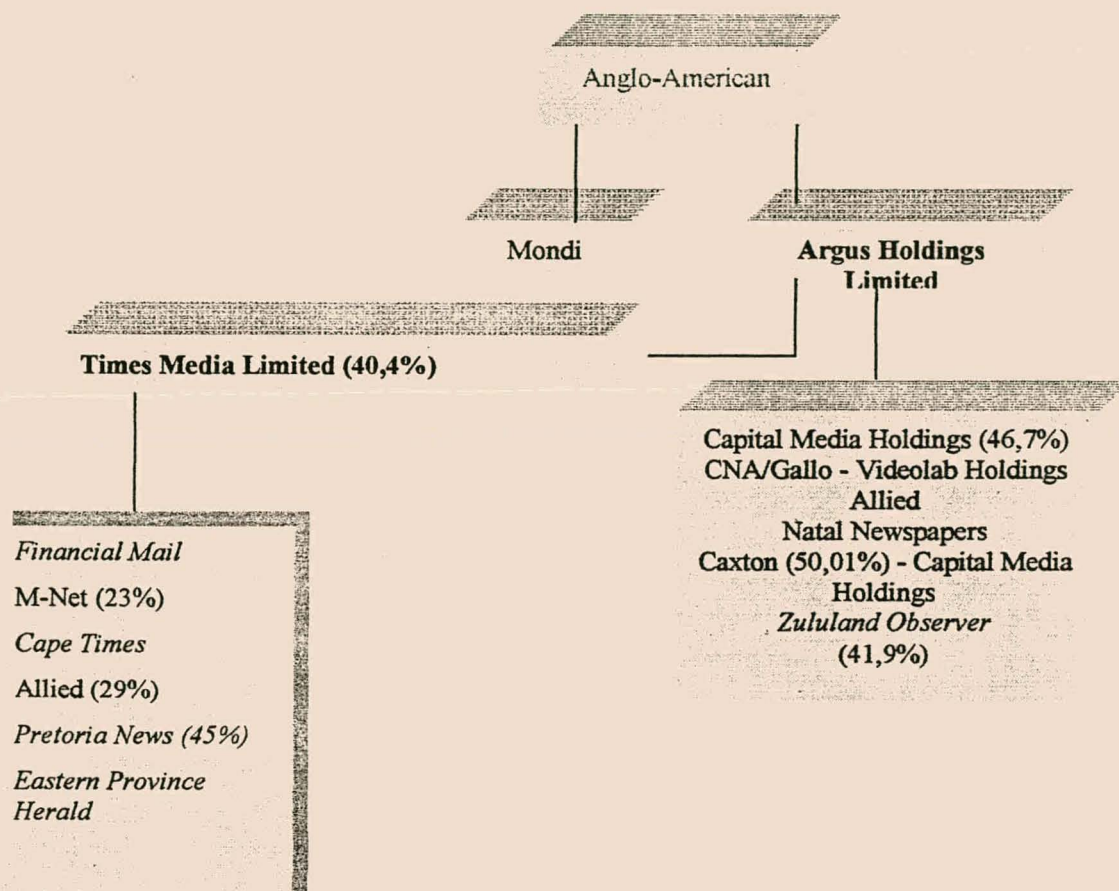 Anglo-American
Mondi
Argus Holdings
Limited
Times Media Limited (40,4%)
Capital Media Holdings (46,7%)
CNA/Gallo - Videolab Holdings
Allied
Natal Newspapers
Caxton (50,01%) - Capital Media
Holdings
Zululand Observer
(41,9%)
Financial Mail
M-Net (23%)
Cape Times
Allied (29%)
Pretoria News (45%)
Eastern Province
Herald